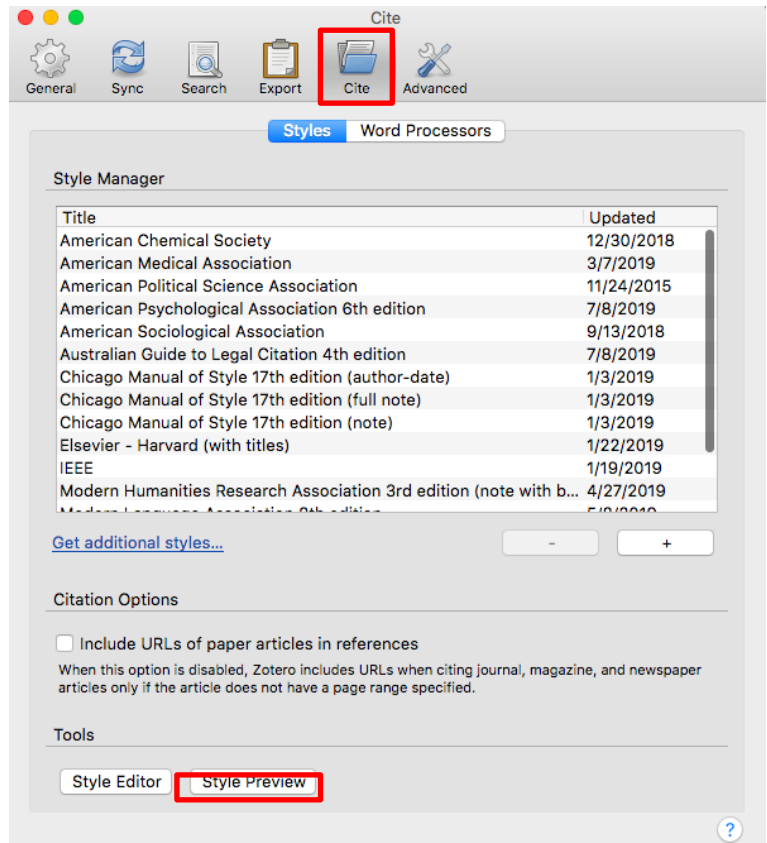 Cite
General Sync Search Export Cite Advanced
Styles Word Processors
Style Manager
Title Updated
American Chemical Society 12/30/2018
American Medical Association 3/7/2019
American Political Science Association 11/24/2015
American Psychological Association 6th edition 7/8/2019
American Sociological Association 9/13/2018
Australian Guide to Legal Citation 4th edition 7/8/2019
Chicago Manual of Style 17th edition (author-date) 1/3/2019
Chicago Manual of Style 17th edition (full note) 1/3/2019
Chicago Manual of Style 17th edition (note) 1/3/2019
Elsevier - Harvard (with titles) 1/22/2019
IEEE 1/19/2019
Modern Humanities Research Association 3rd edition (note with b... 4/27/2019
Modern Language Association 8th edition
Get additional styles... - +
Citation Options
Include URLs of paper articles in references
When this option is disabled, Zotero includes URLs when citing journal, magazine, and newspaper
articles only if the article does not have a page range specified.
Tools
Style Editor Style Preview
?